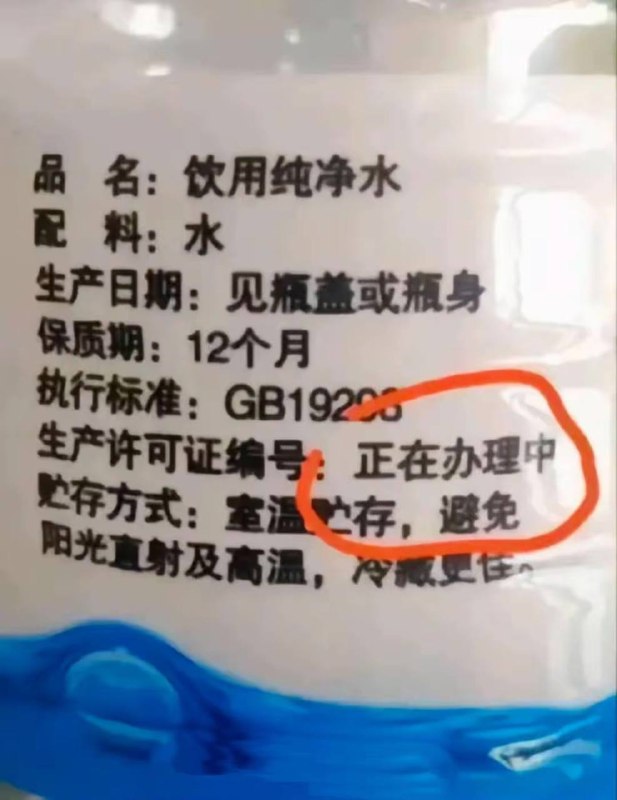 品 名：饮用纯净水
配 料：水
生产日期：见瓶盖或瓶身
保质期：12个月
执行标准：GB19298
生产许可证编号：正在办理中
贮存方式：室温贮存，避免
阳光直射及高温，冷藏更佳。